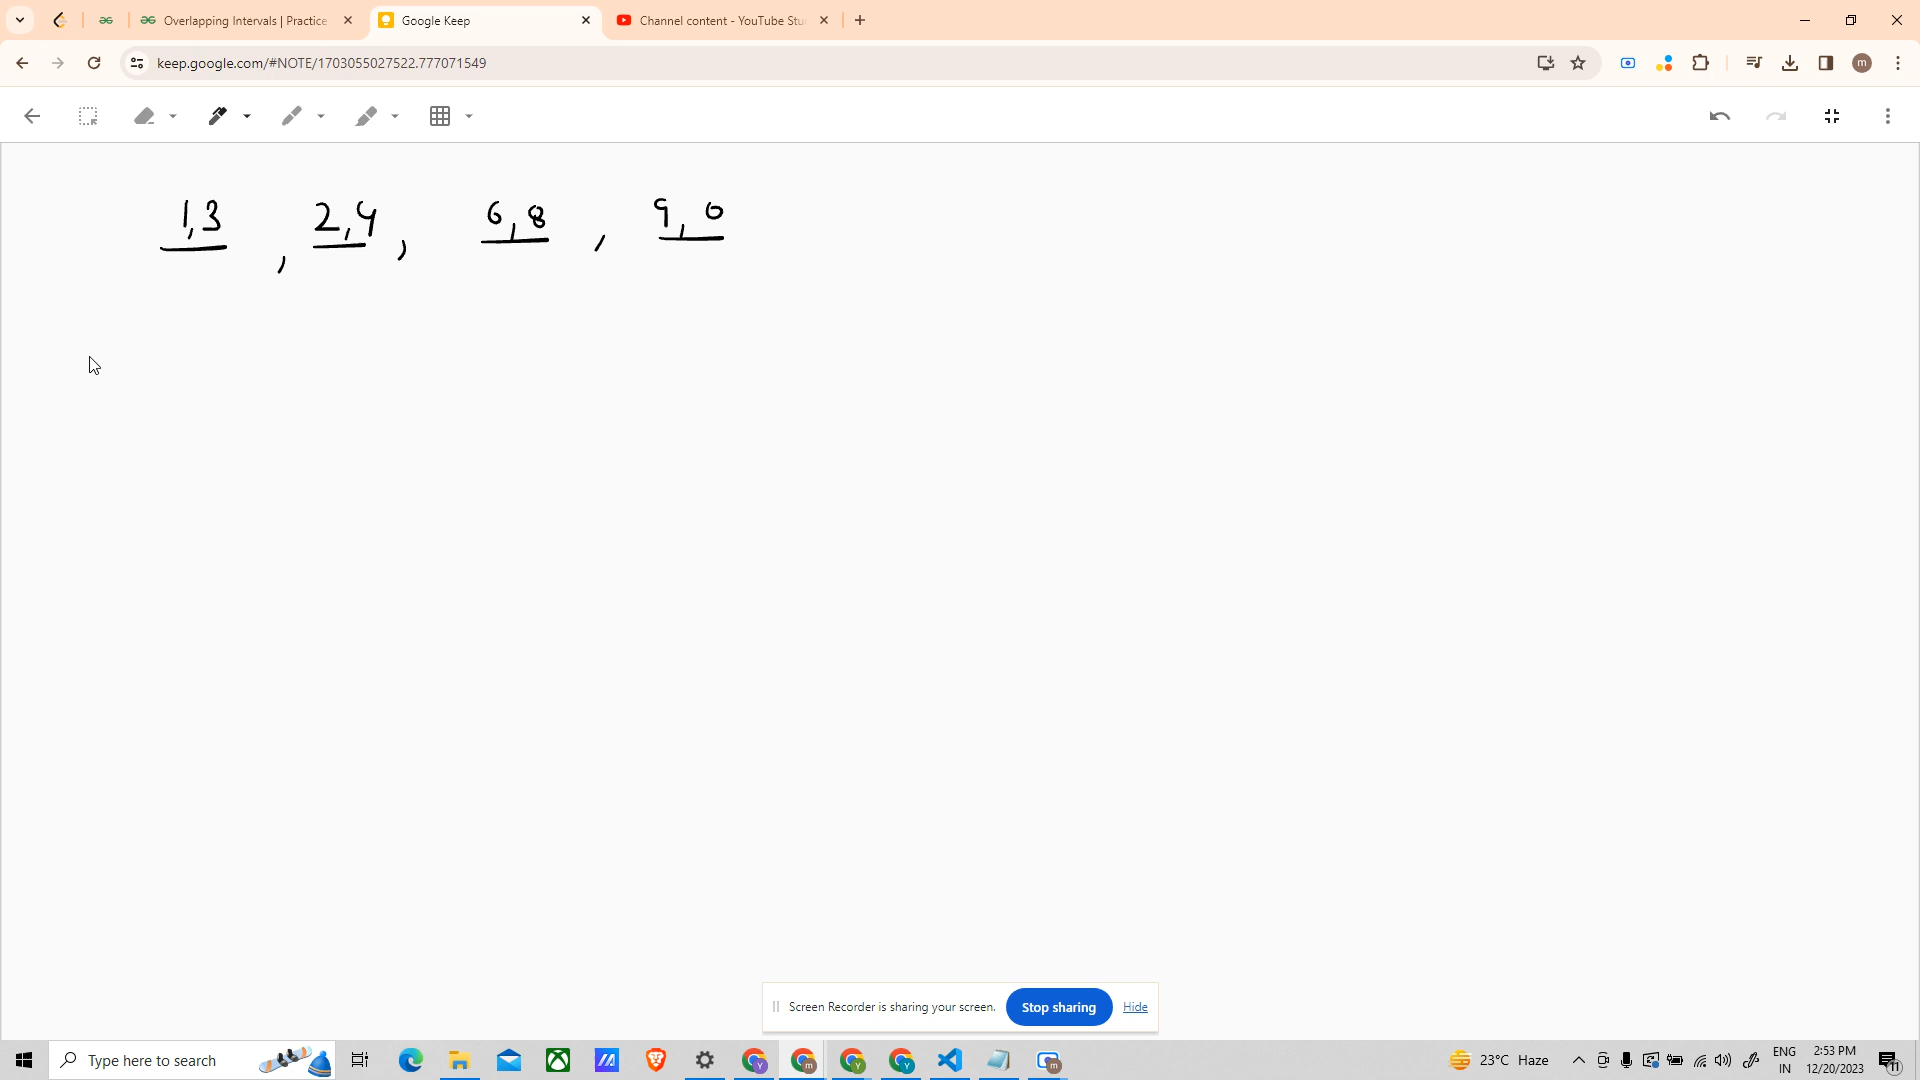 Overlapping Intervals | Practice
Google Keep
Channel content - YouTube Stu
keep.google.com/#NOTE/1703055027522.777071549
m
1,3 , 2,4 , 6,8 , 9, 0
Screen Recorder is sharing your screen. Stop sharing Hide
Type here to search
23°C Haze
ENG
IN
2:53 PM
12/20/2023
11